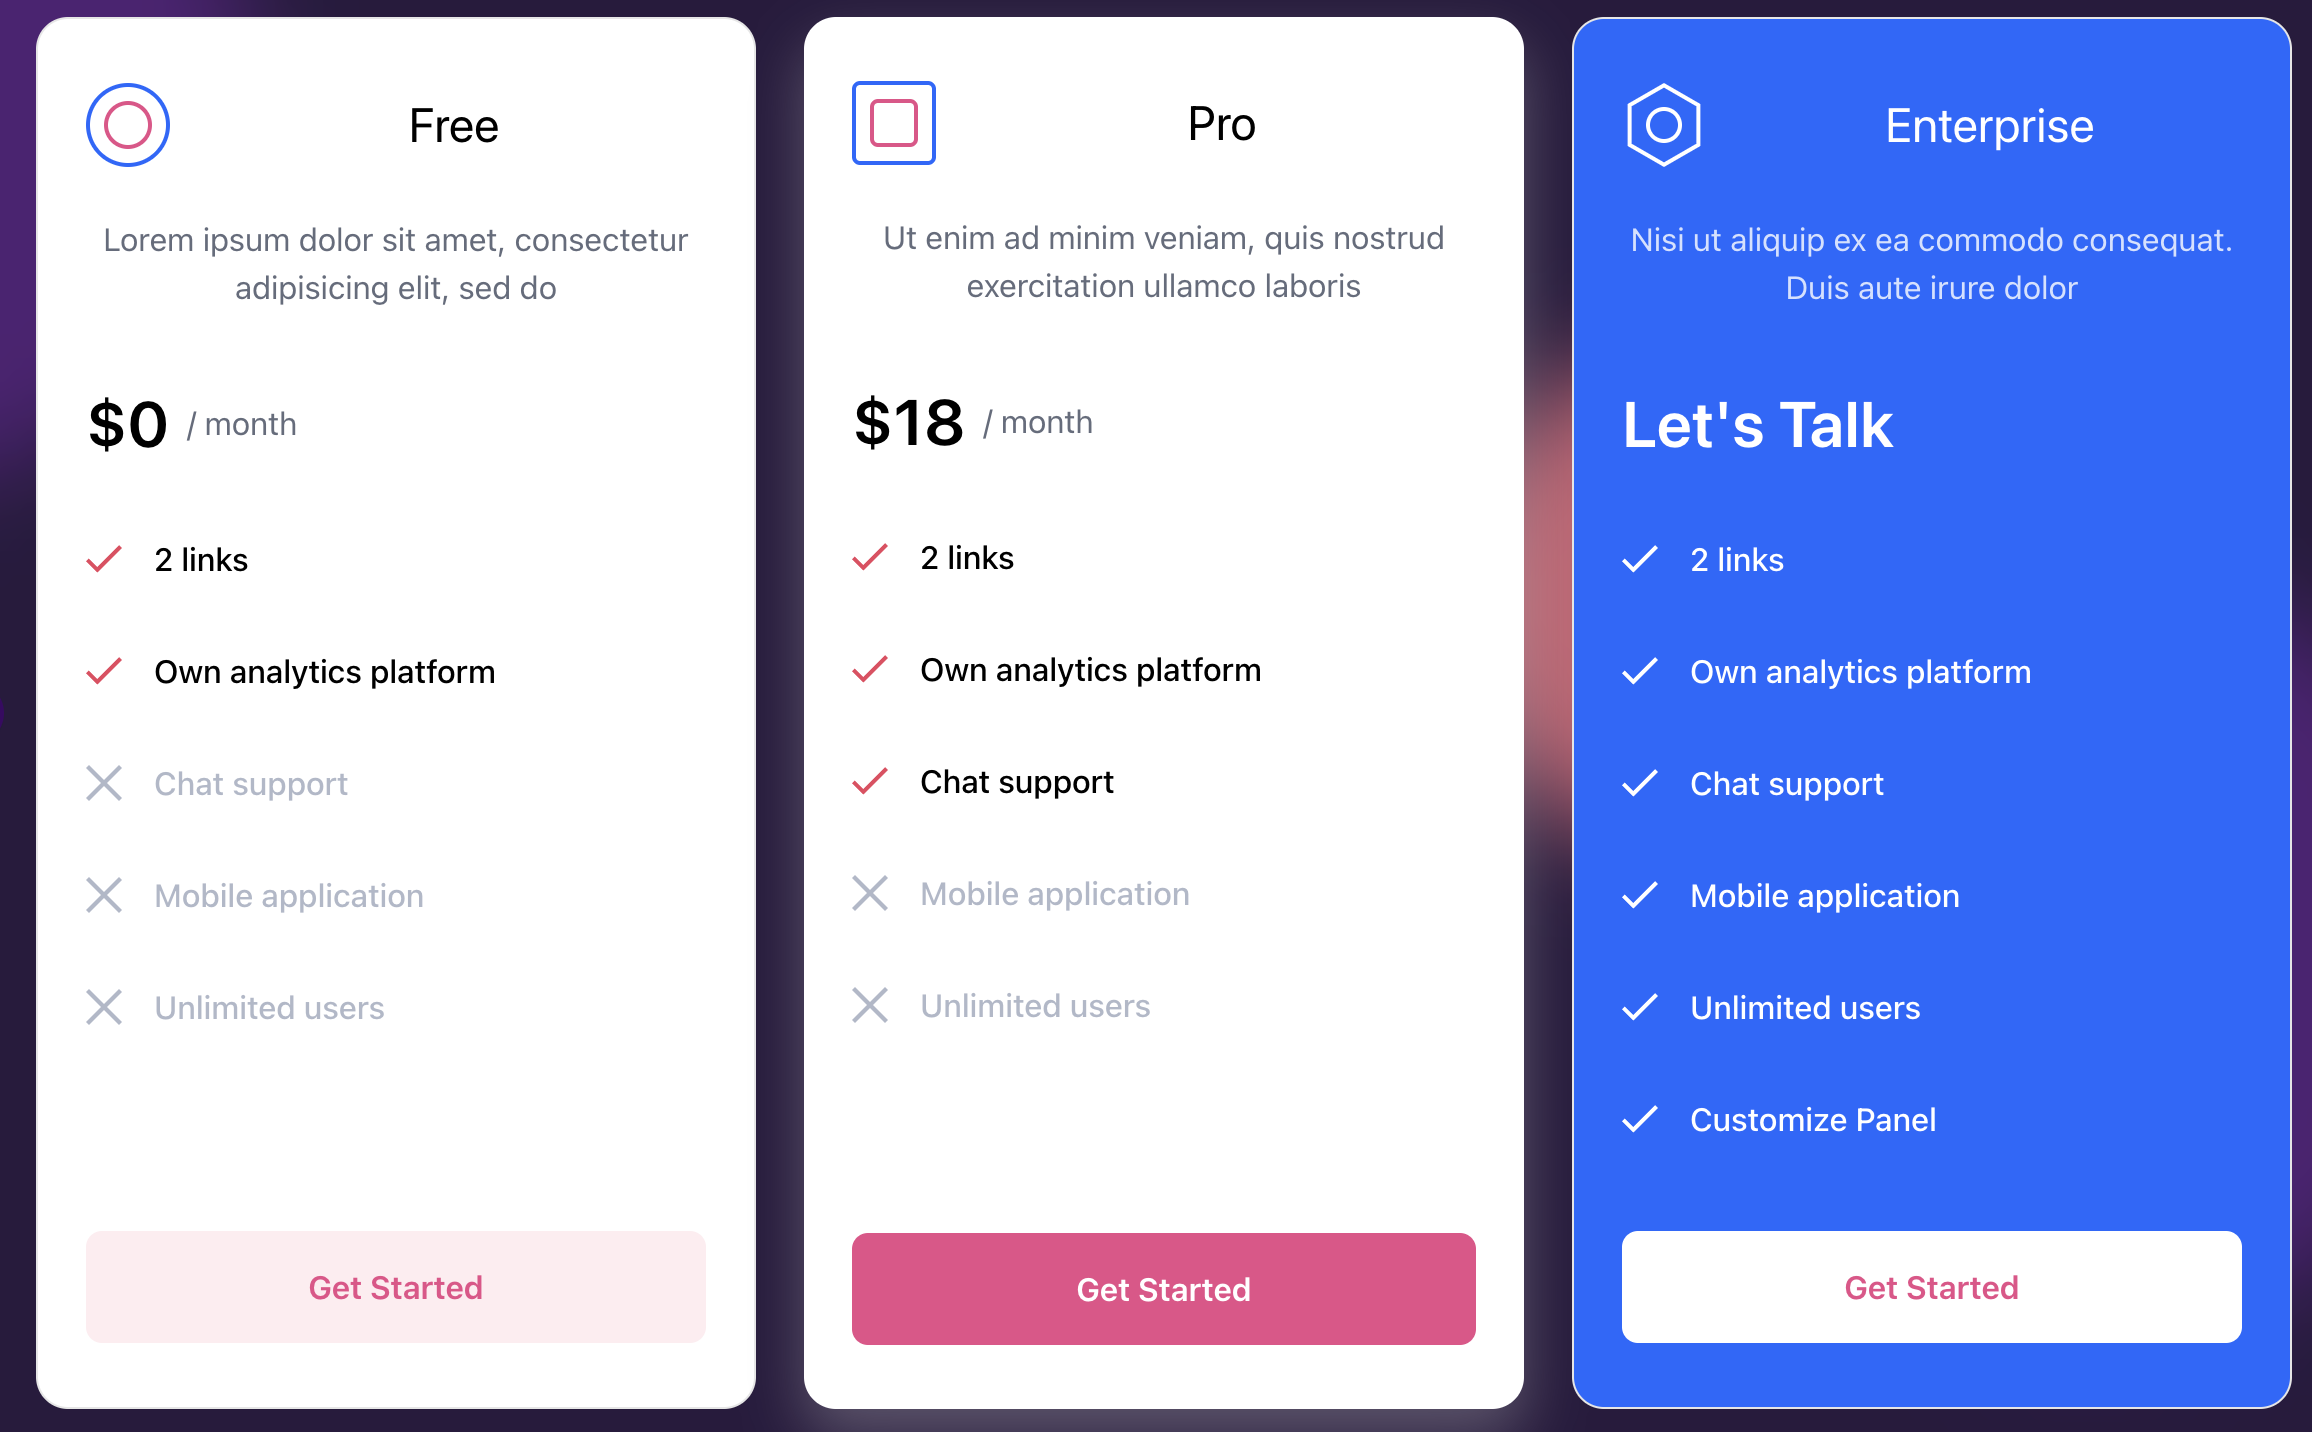 Free
Lorem ipsum dolor sit amet, consectetur
adipisicing elit, sed do
$0 / month
2 links
Own analytics platform
Chat support
Mobile application
Unlimited users
Get Started
Pro
Ut enim ad minim veniam, quis nostrud
exercitation ullamco laboris
$18 / month
2 links
Own analytics platform
Chat support
Mobile application
Unlimited users
Get Started
Enterprise
Nisi ut aliquip ex ea commodo consequat.
Duis aute irure dolor
Let's Talk
2 links
Own analytics platform
Chat support
Mobile application
Unlimited users
Customize Panel
Get Started